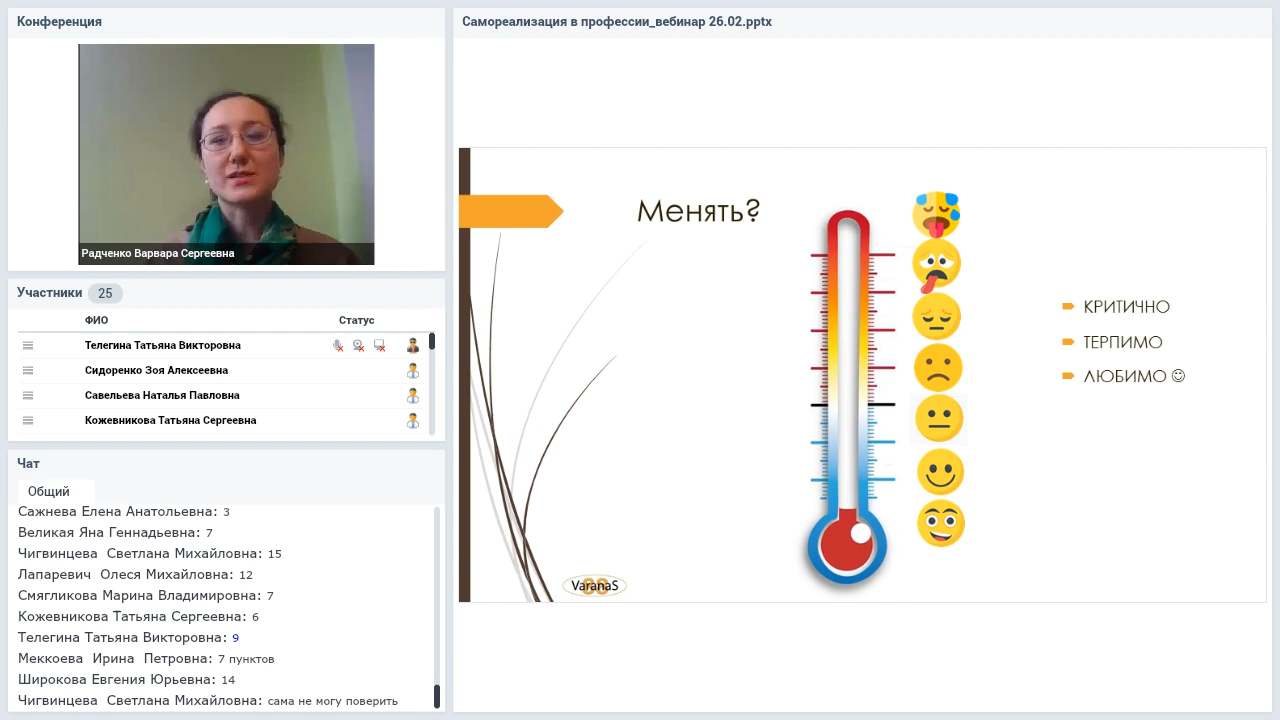 Конференция
Радченко Варвара Сергеевна
Участники 25
ФИО Статус
Телегина Татьяна Викторовна
Сидоренко Зоя Алексеевна
Савельева Наталья Павловна
Кожевникова Татьяна Сергеевна
Чат
Общий
Сажнева Елена Анатольевна: 3
Великая Яна Геннадьевна: 7
Чигвинцева Светлана Михайловна: 15
Лапаревич Олеся Михайловна: 12
Смягликова Марина Владимировна: 7
Кожевникова Татьяна Сергеевна: 6
Телегина Татьяна Викторовна: 9
Меккоева Ирина Петровна: 7 пунктов
Широкова Евгения Юрьевна: 14
Чигвинцева Светлана Михайловна: сама не могу поверить
Самореализация в профессии_вебинар 26.02.pptx
Менять?
КРИТИЧНО
ТЕРПИМО
ЛЮБИМО ☺
VaranaS